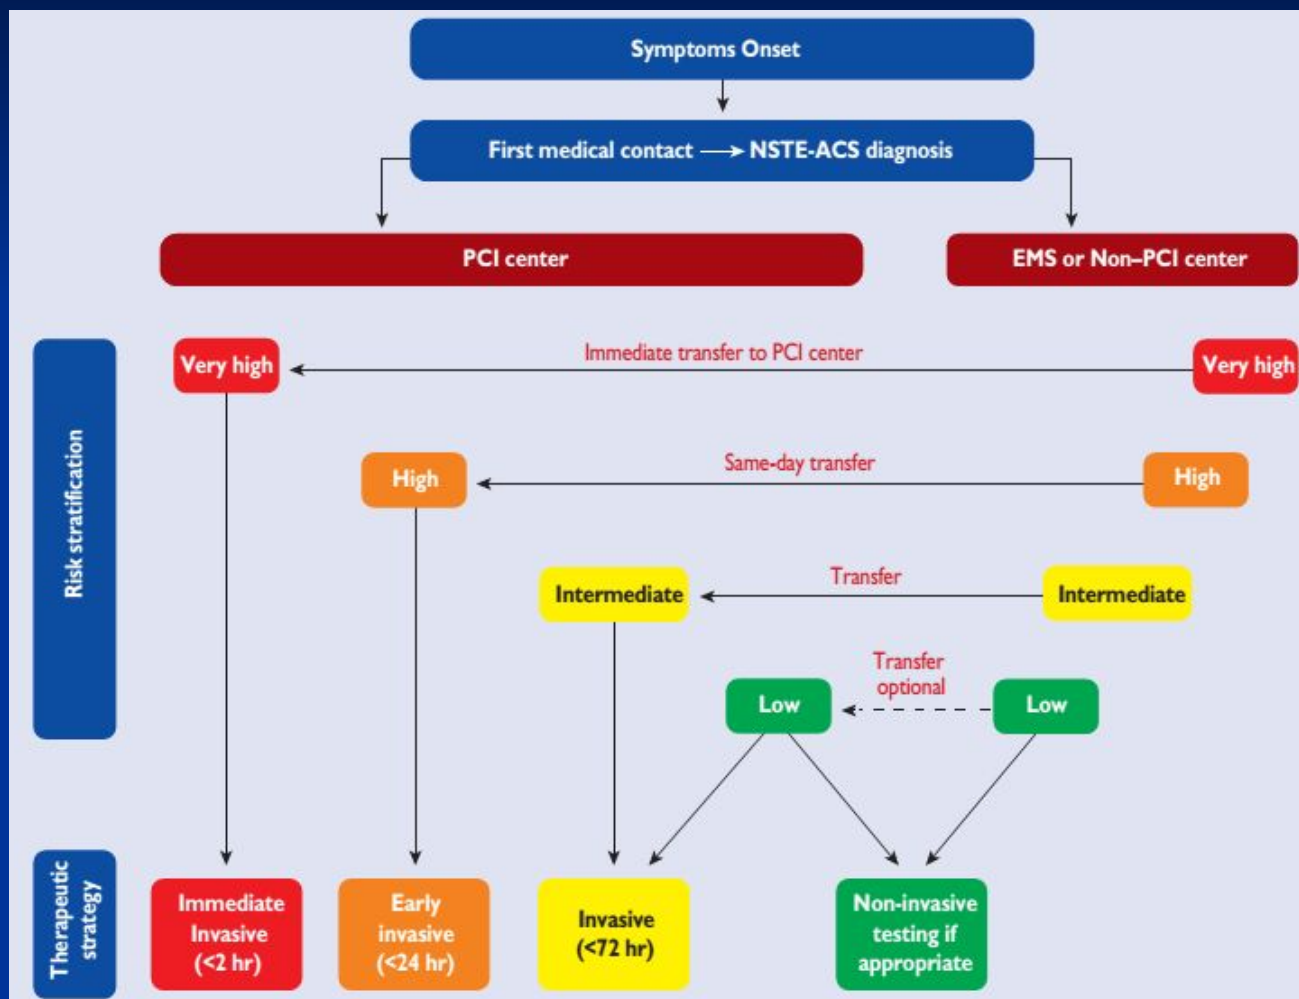 Symptoms Onset
First medical contact → NSTE-ACS diagnosis
PCI center
EMS or Non–PCI center
Risk stratification
Very high
Immediate transfer to PCI center
Very high
High
Same-day transfer
High
Intermediate
Transfer
Intermediate
Low
Transfer
optional
Low
Therapeutic
strategy
Immediate
Invasive
(<2 hr)
Early
invasive
(<24 hr)
Invasive
(<72 hr)
Non-invasive
testing if
appropriate